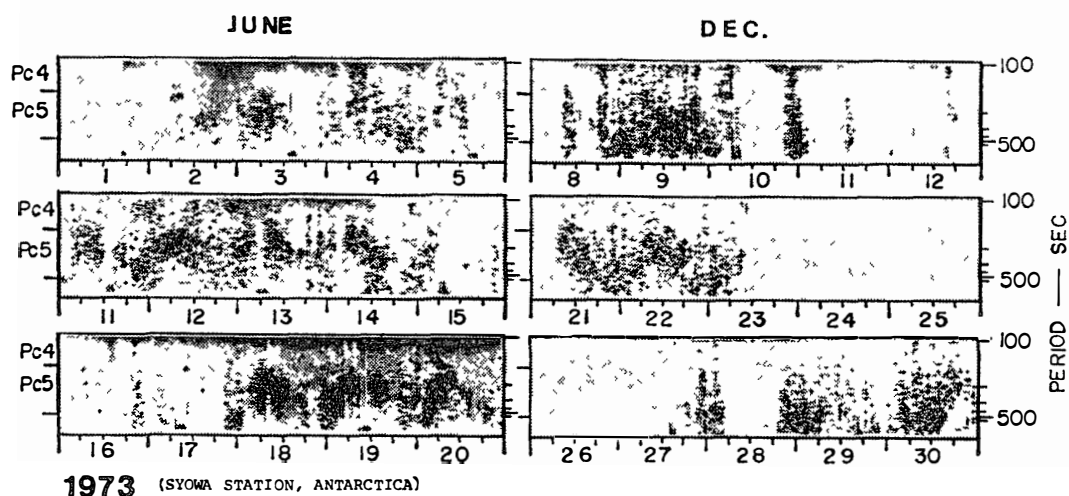 JUNE DEC.
Pc4 100
Pc5 500
1 2 3 4 5 8 9 10 11 12
Pc4 100
Pc5 500
11 12 13 14 15 21 22 23 24 25
Pc4 100
Pc5 500
16 17 18 19 20 26 27 28 29 30
PERIOD — SEC
1973 (SYOWA STATION, ANTARCTICA)